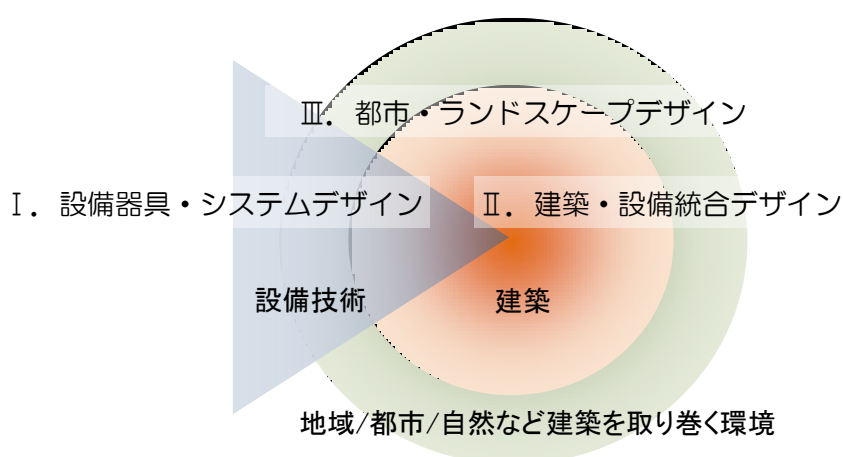 Ⅲ．都市・ランドスケープデザイン
Ⅰ．設備器具・システムデザイン
Ⅱ．建築・設備統合デザイン
設備技術
建築
地域/都市/自然など建築を取り巻く環境